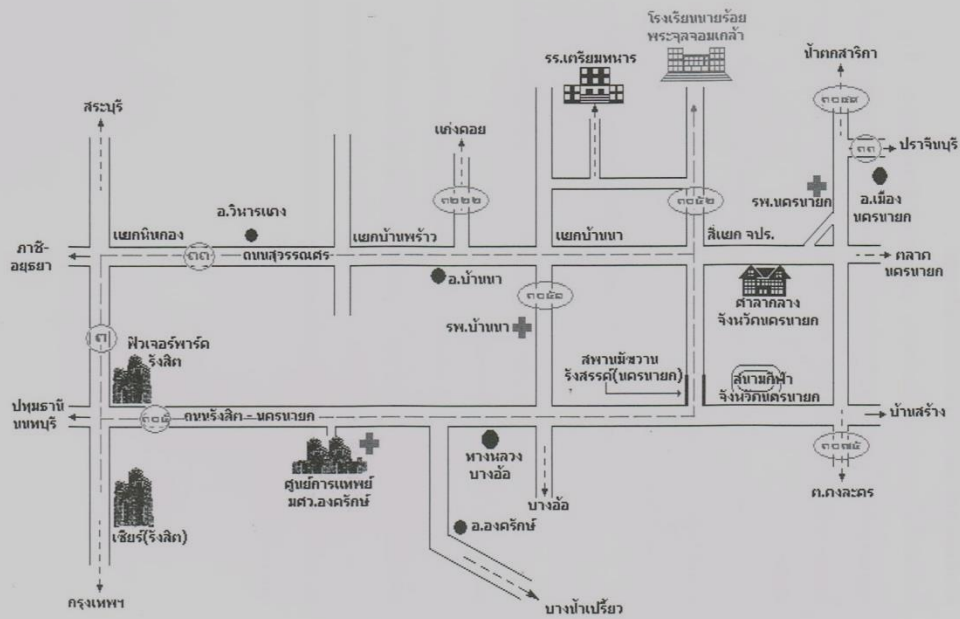 โรงเรียนนายร้อย
พระจุลจอมเกล้า
รร.เตรียมทหาร
น้ำตกสาริกา
สระบุรี
แก่งคอย
๓๐๔๙
๓๓
ปราจีนบุรี
๓๒๒๒
๓๐๕๒
รพ.นครนายก
อ.เมือง
นครนายก
อ.วิหารแดง
แยกหินกอง
แยกบ้านพร้าว
แยกบ้านนา
สี่แยก จปร.
ภาชี-
อยุธยา
๓๓
ถนนสุวรรณศร
ตลาด
นครนายก
อ.บ้านนา
๓๐๕๑
ศาลากลาง
จังหวัดนครนายก
รพ.บ้านนา
๑
ฟิวเจอร์พาร์ค
รังสิต
สะพานมัฆวาน
รังสรรค์(นครนายก)
สนามกีฬา
จังหวัดนครนายก
ปทุมธานี
นนทบุรี
๓๐๕
ถนนรังสิต - นครนายก
บ้านสร้าง
๓๐๗๕
ทางหลวง
บางอ้อ
ศูนย์การแพทย์
มศว.องครักษ์
บางอ้อ
ต.ดงละคร
อ.องครักษ์
เซียร์(รังสิต)
กรุงเทพฯ
บางน้ำเปรี้ยว